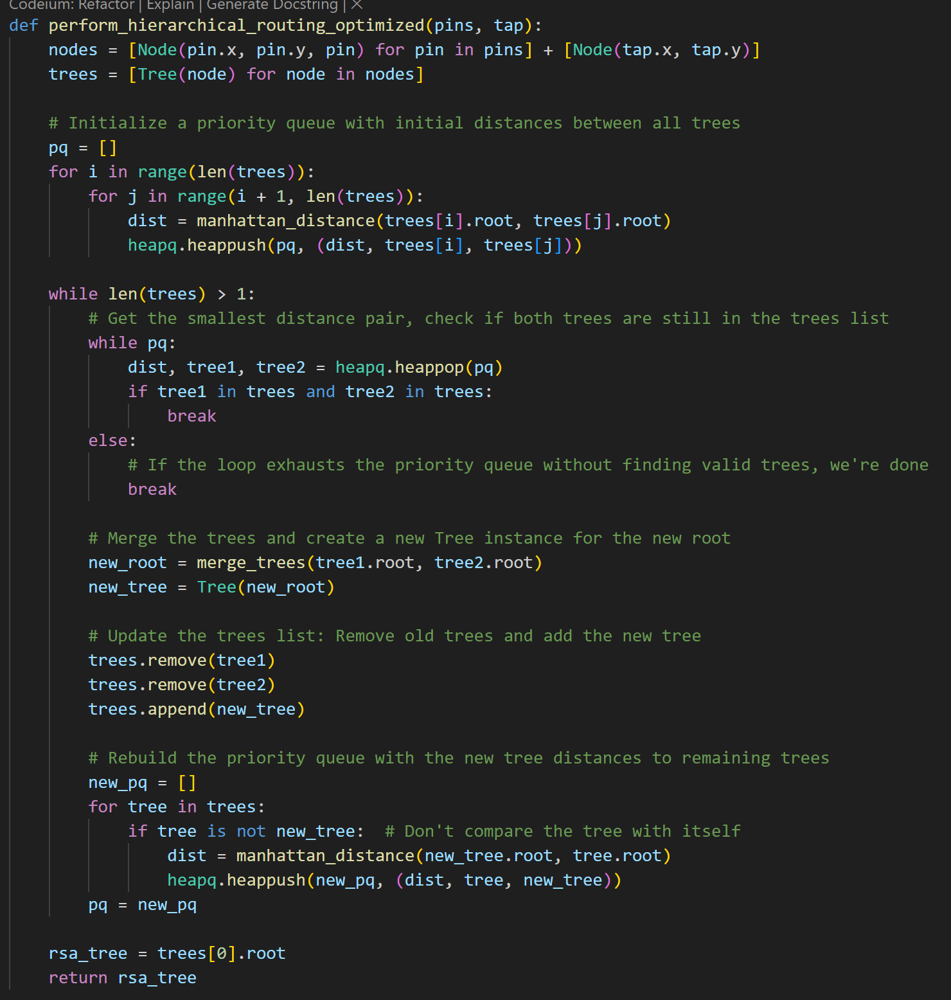 Codeium: Refactor | Explain | Generate Docstring | ×
def perform_hierarchical_routing_optimized(pins, tap):
    nodes = [Node(pin.x, pin.y, pin) for pin in pins] + [Node(tap.x, tap.y)]
    trees = [Tree(node) for node in nodes]

    # Initialize a priority queue with initial distances between all trees
    pq = []
    for i in range(len(trees)):
        for j in range(i + 1, len(trees)):
            dist = manhattan_distance(trees[i].root, trees[j].root)
            heapq.heappush(pq, (dist, trees[i], trees[j]))

    while len(trees) > 1:
        # Get the smallest distance pair, check if both trees are still in the trees list
        while pq:
            dist, tree1, tree2 = heapq.heappop(pq)
            if tree1 in trees and tree2 in trees:
                break
        else:
            # If the loop exhausts the priority queue without finding valid trees, we're done
            break

        # Merge the trees and create a new Tree instance for the new root
        new_root = merge_trees(tree1.root, tree2.root)
        new_tree = Tree(new_root)

        # Update the trees list: Remove old trees and add the new tree
        trees.remove(tree1)
        trees.remove(tree2)
        trees.append(new_tree)

        # Rebuild the priority queue with the new tree distances to remaining trees
        new_pq = []
        for tree in trees:
            if tree is not new_tree:  # Don't compare the tree with itself
                dist = manhattan_distance(new_tree.root, tree.root)
                heapq.heappush(new_pq, (dist, tree, new_tree))
        pq = new_pq

    rsa_tree = trees[0].root
    return rsa_tree